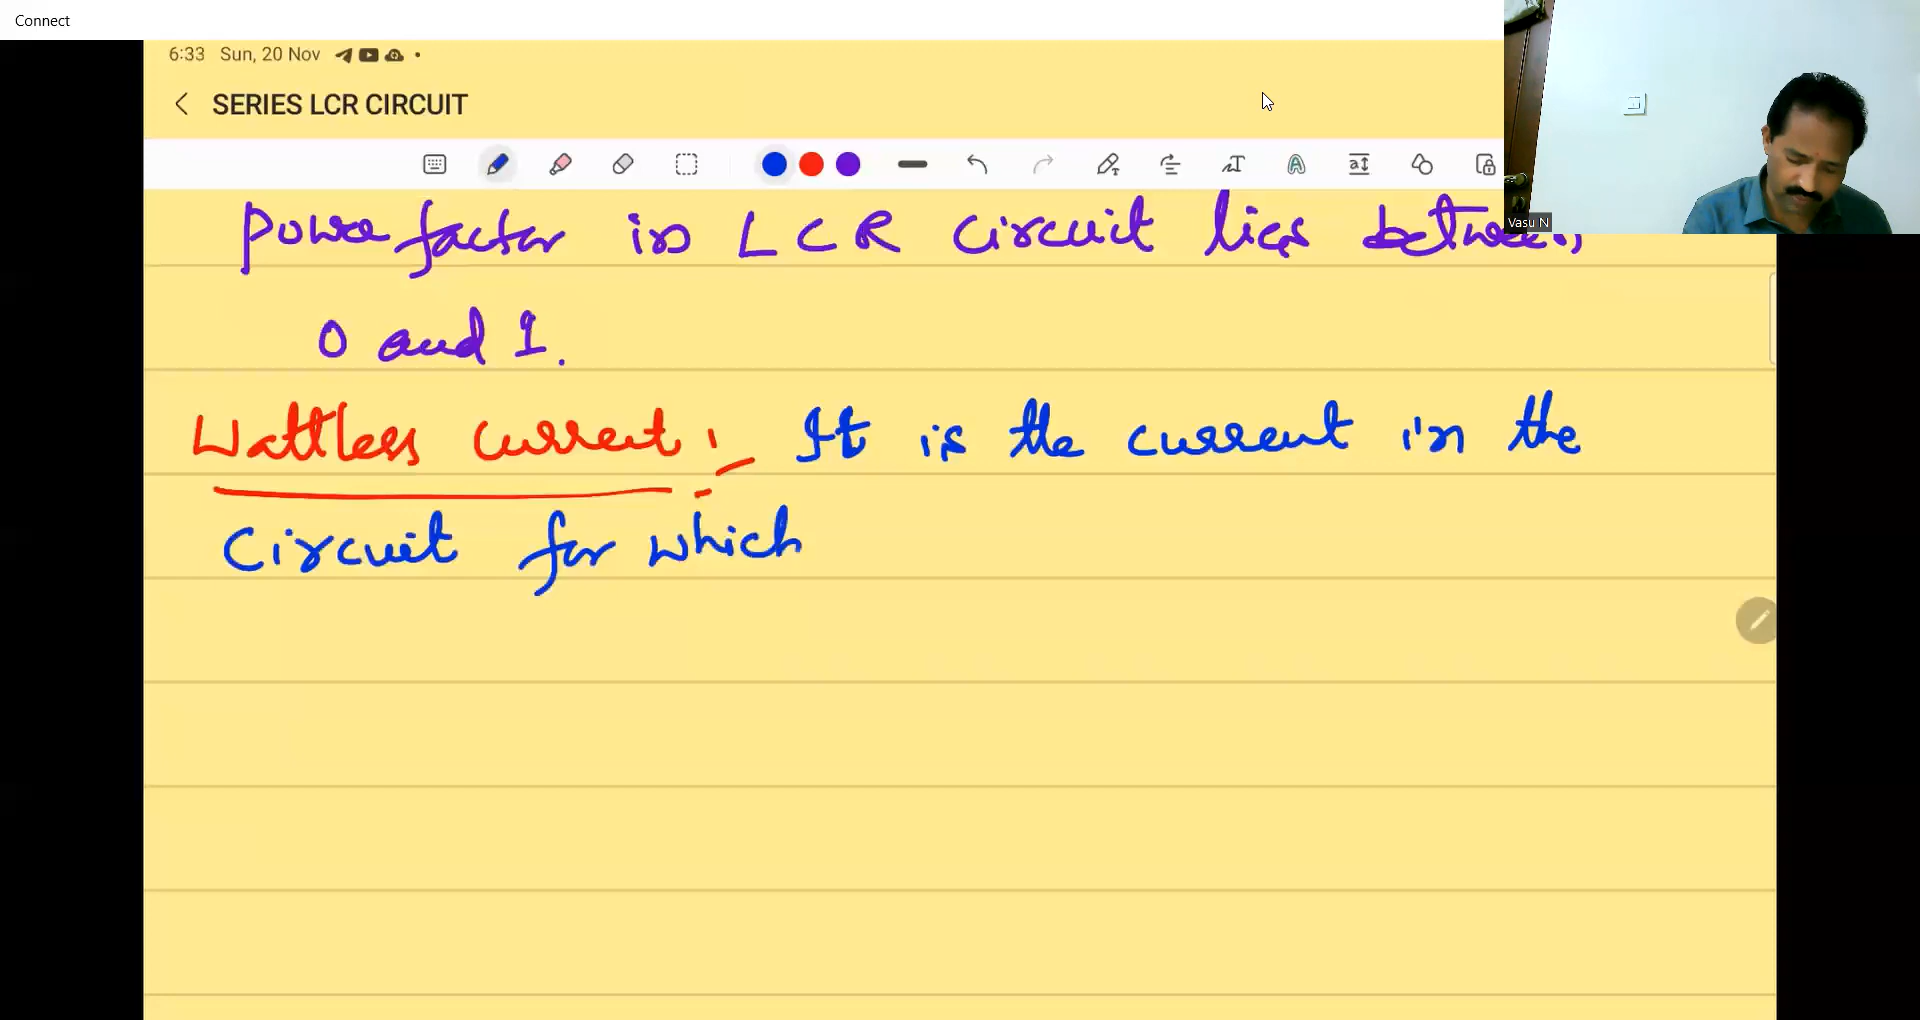 Connect
6:33 Sun, 20 Nov
SERIES LCR CIRCUIT
Vasu N
Power factor in LCR circuit lies between
0 and 1.
Wattless current :- It is the current in the
circuit for which